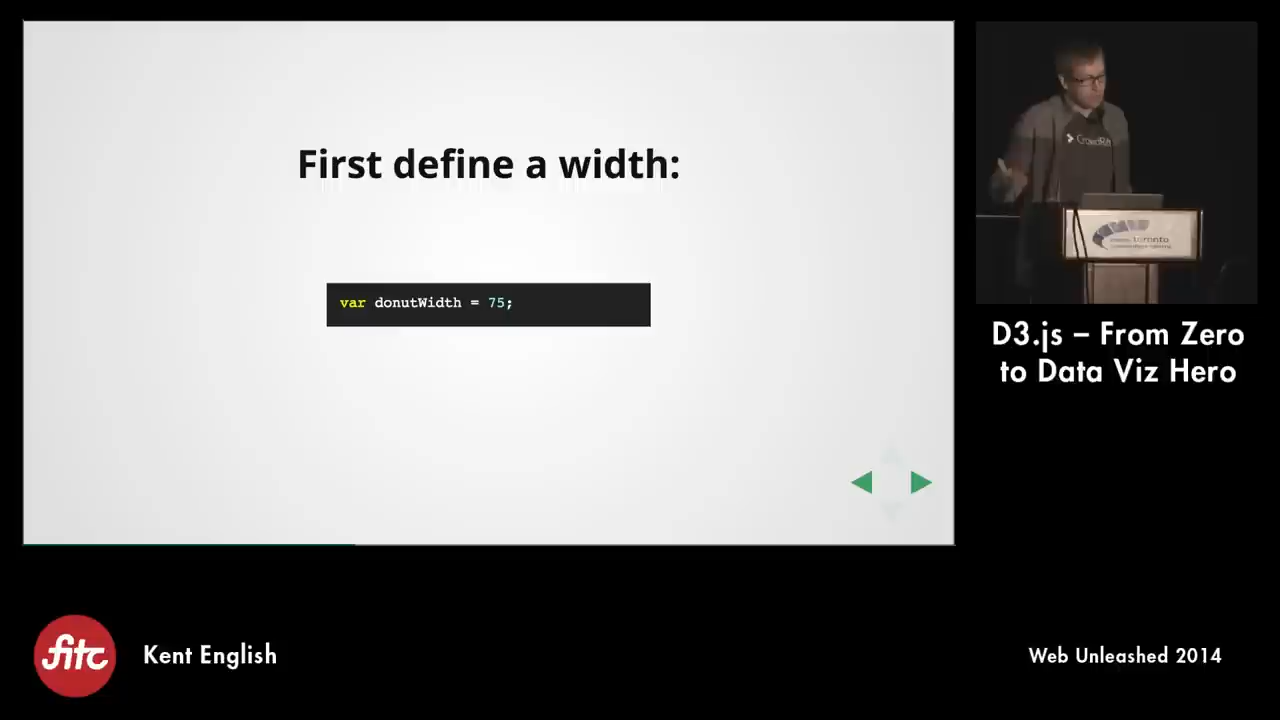 First define a width:
var donutWidth = 75;
D3.js – From Zero
to Data Viz Hero
fitc
Kent English
Web Unleashed 2014
toronto